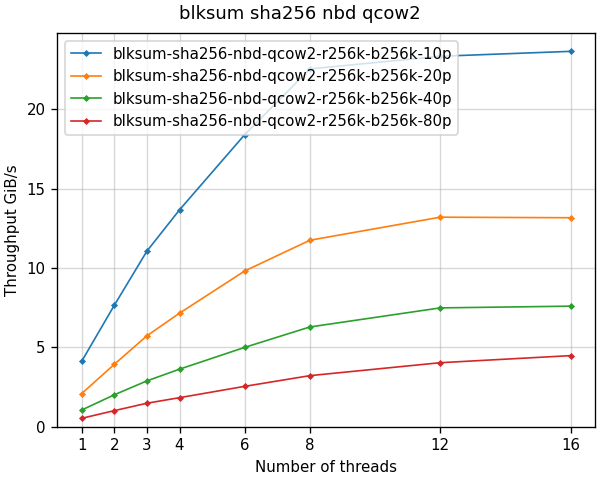 blksum sha256 nbd qcow2
blksum-sha256-nbd-qcow2-r256k-b256k-10p
blksum-sha256-nbd-qcow2-r256k-b256k-20p
blksum-sha256-nbd-qcow2-r256k-b256k-40p
blksum-sha256-nbd-qcow2-r256k-b256k-80p
Throughput GiB/s
20
15
10
5
0
1 2 3 4 6 8 12 16
Number of threads